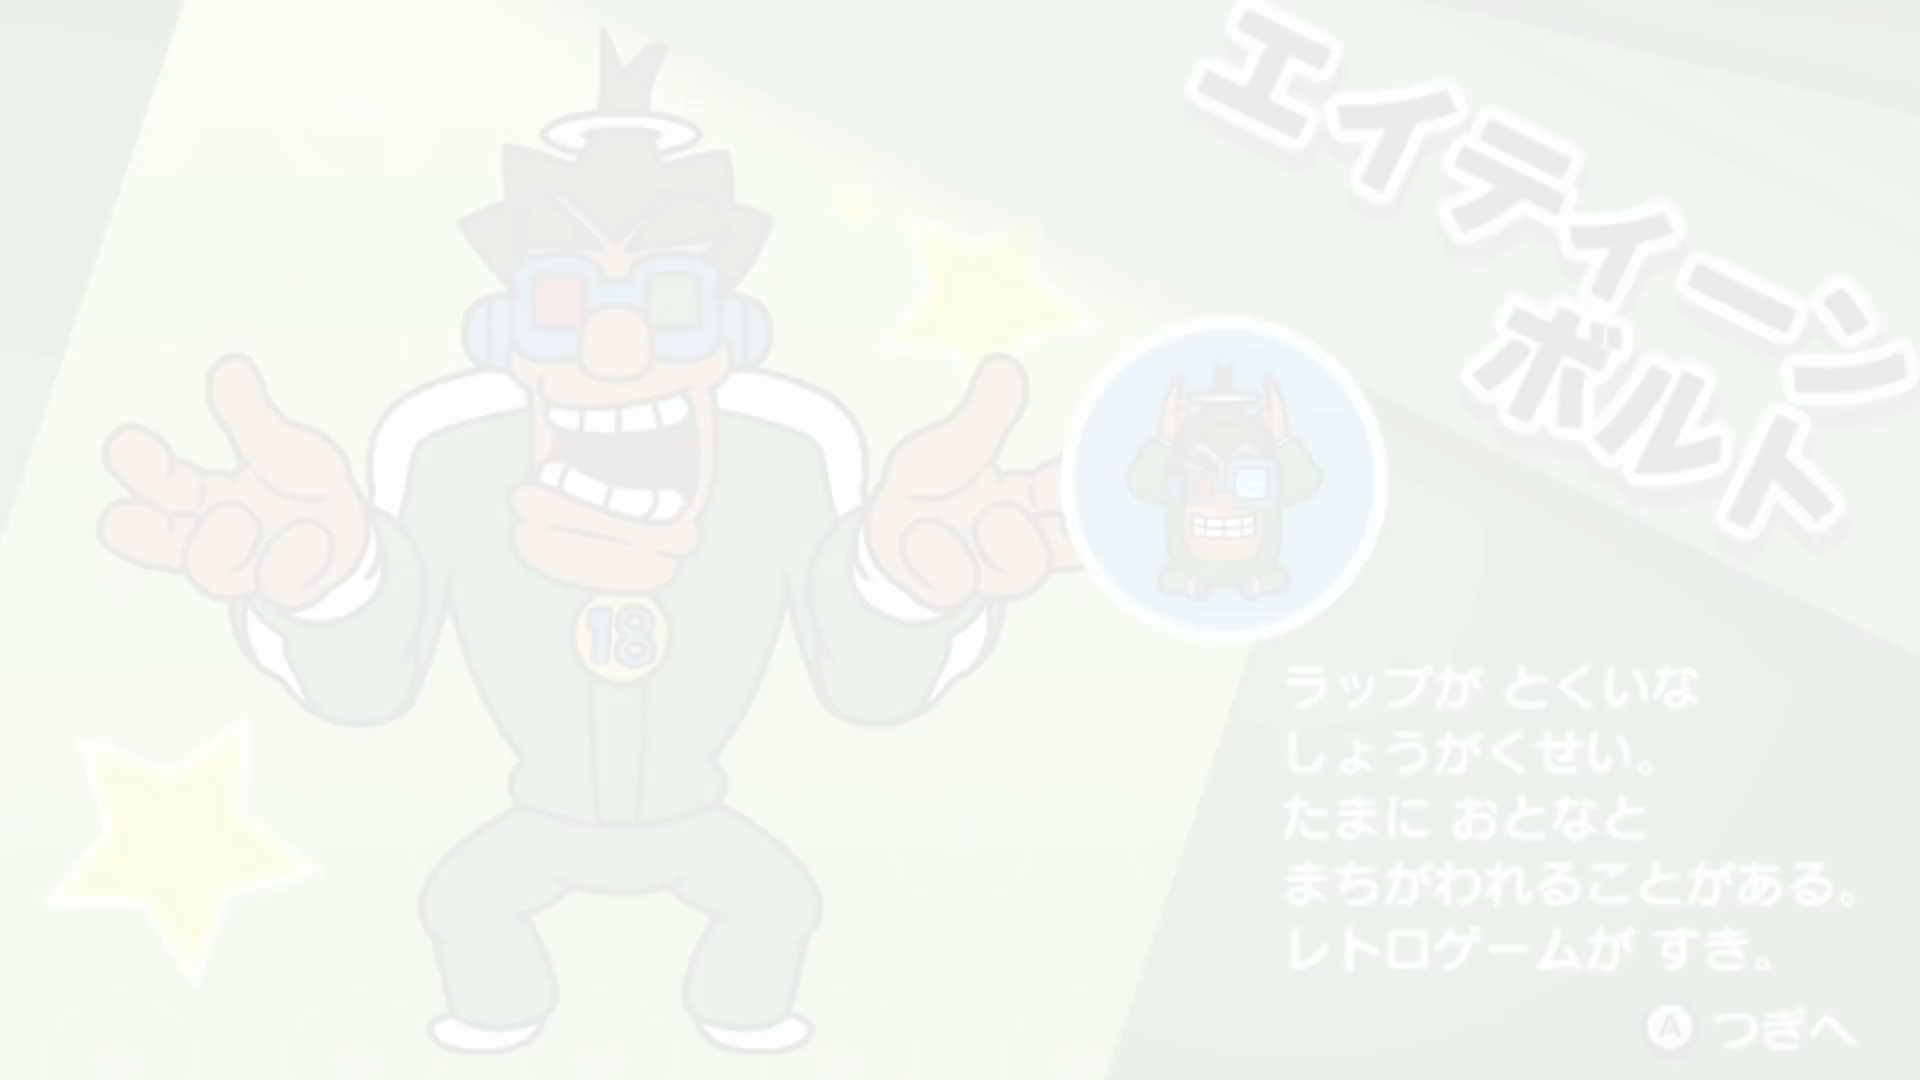 エイティーン
ボルト
18
ラップが とくいな
しょうがくせい。
たまに おとなと
まちがわれることがある。
レトロゲームが すき。
A つぎへ